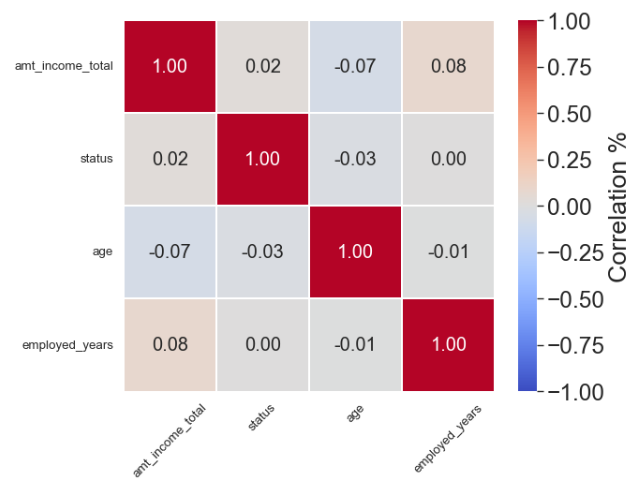 amt_income_total 1.00 0.02 -0.07 0.08
status 0.02 1.00 -0.03 0.00
age -0.07 -0.03 1.00 -0.01
employed_years 0.08 0.00 -0.01 1.00
amt_income_total status age employed_years
1.00
0.75
0.50
0.25
0.00
−0.25
−0.50
−0.75
−1.00
Correlation %